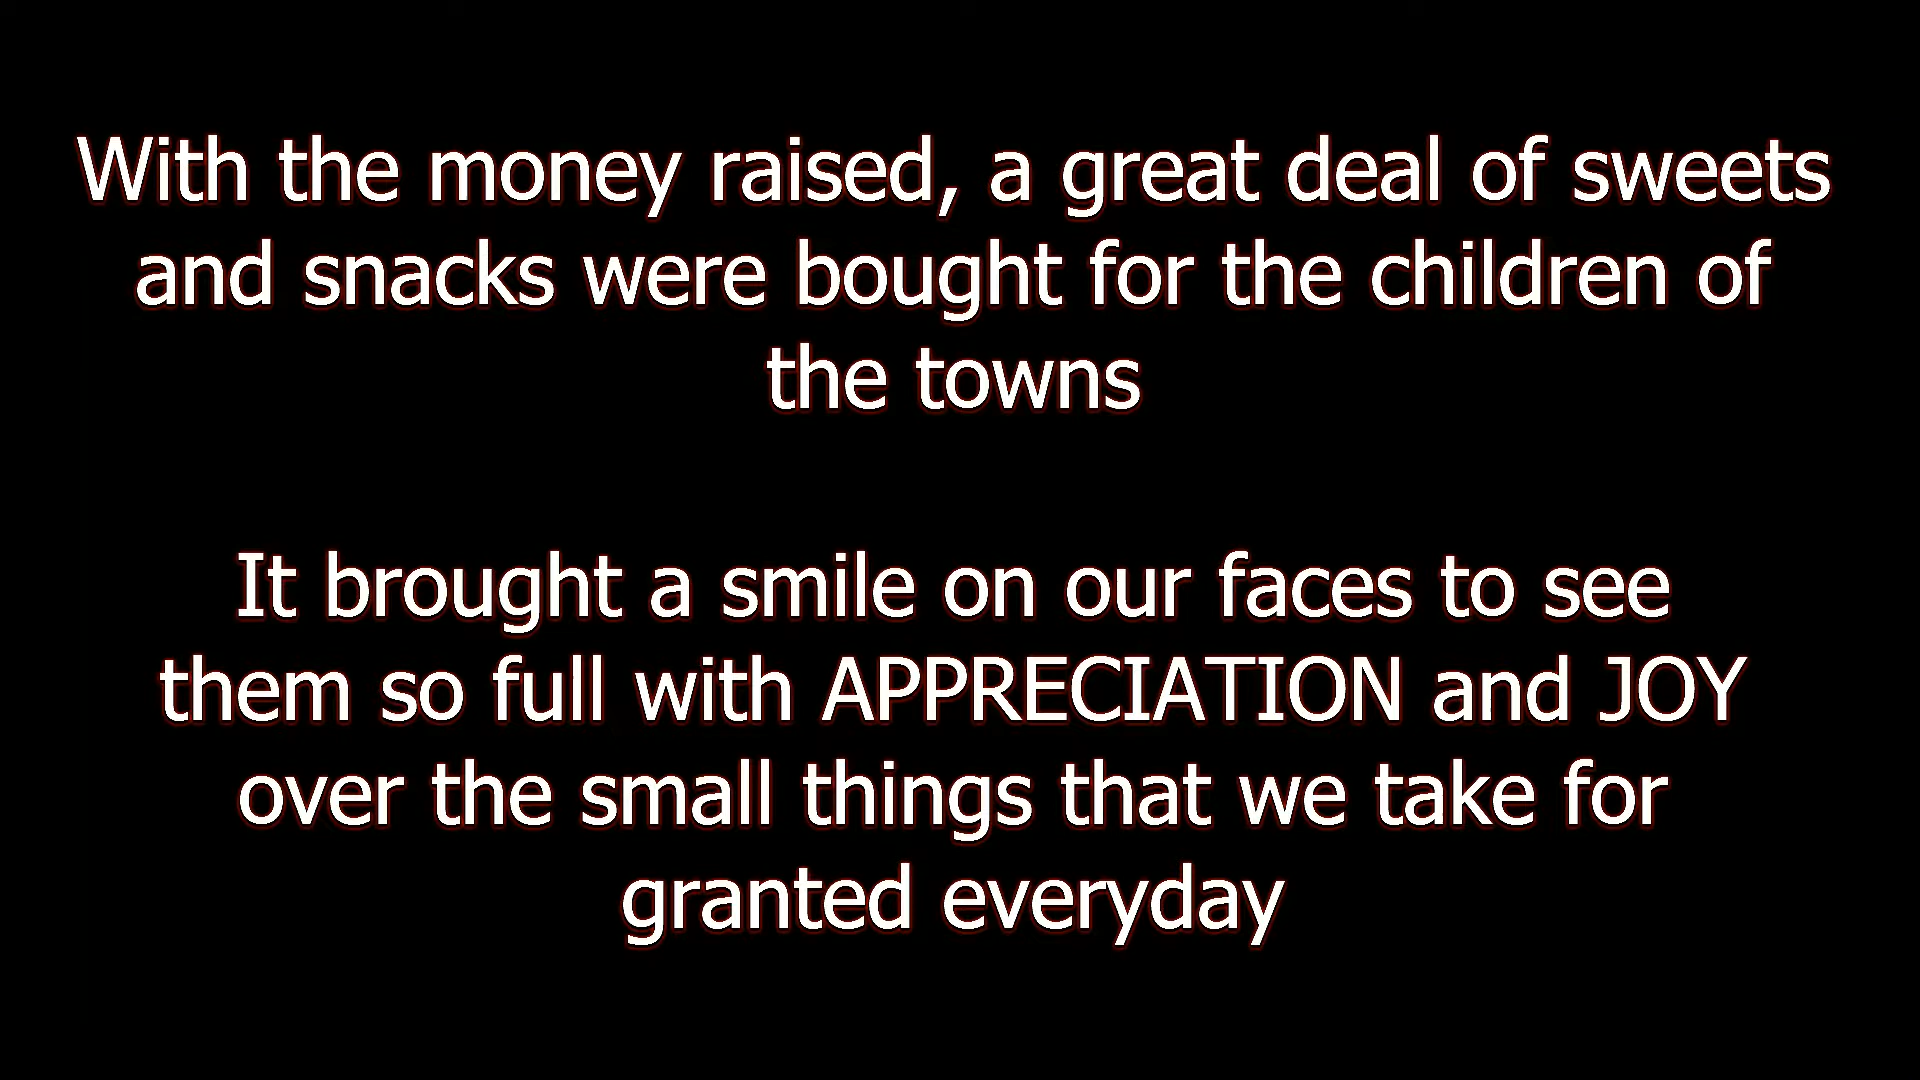 With the money raised, a great deal of sweets
and snacks were bought for the children of
the towns
It brought a smile on our faces to see
them so full with APPRECIATION and JOY
over the small things that we take for
granted everyday